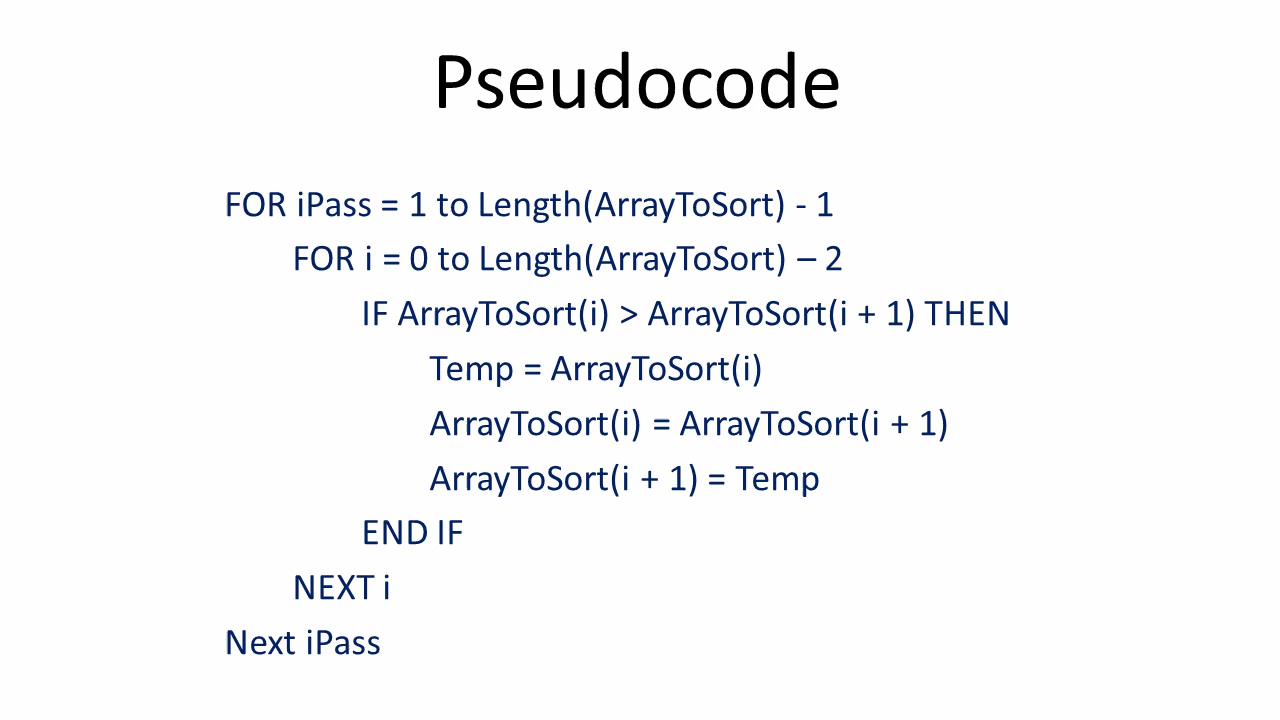 Pseudocode
FOR iPass = 1 to Length(ArrayToSort) - 1
FOR i = 0 to Length(ArrayToSort) – 2
IF ArrayToSort(i) > ArrayToSort(i + 1) THEN
Temp = ArrayToSort(i)
ArrayToSort(i) = ArrayToSort(i + 1)
ArrayToSort(i + 1) = Temp
END IF
NEXT i
Next iPass